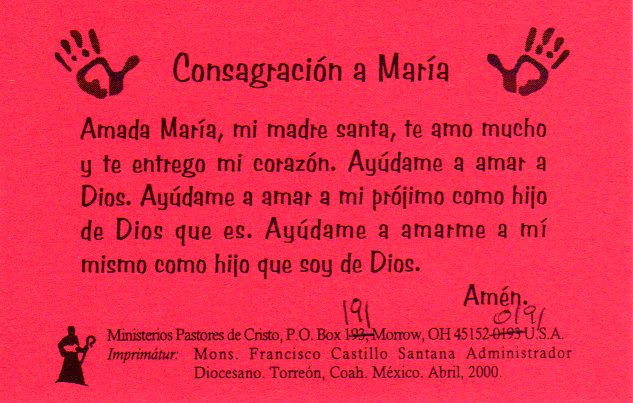 Consagración a María
Amada María, mi madre santa, te amo mucho
y te entrego mi corazón. Ayúdame a amar a
Dios. Ayúdame a amar a mi prójimo como hijo
de Dios que es. Ayúdame a amarme a mí
mismo como hijo que soy de Dios.
Amén.
191 0191
Ministerios Pastores de Cristo, P.O. Box 193, Morrow, OH 45152-0193 U.S.A.
Imprimátur: Mons. Francisco Castillo Santana Administrador
Diocesano. Torreón, Coah. México. Abril, 2000.